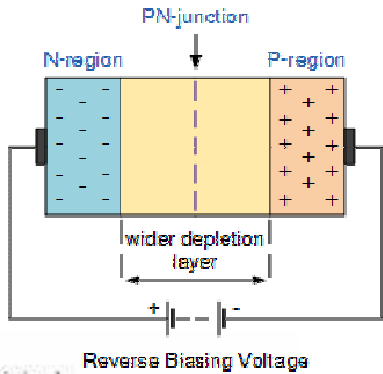 PN-junction
N-region
P-region
wider depletion
layer
+ -
Reverse Biasing Voltage